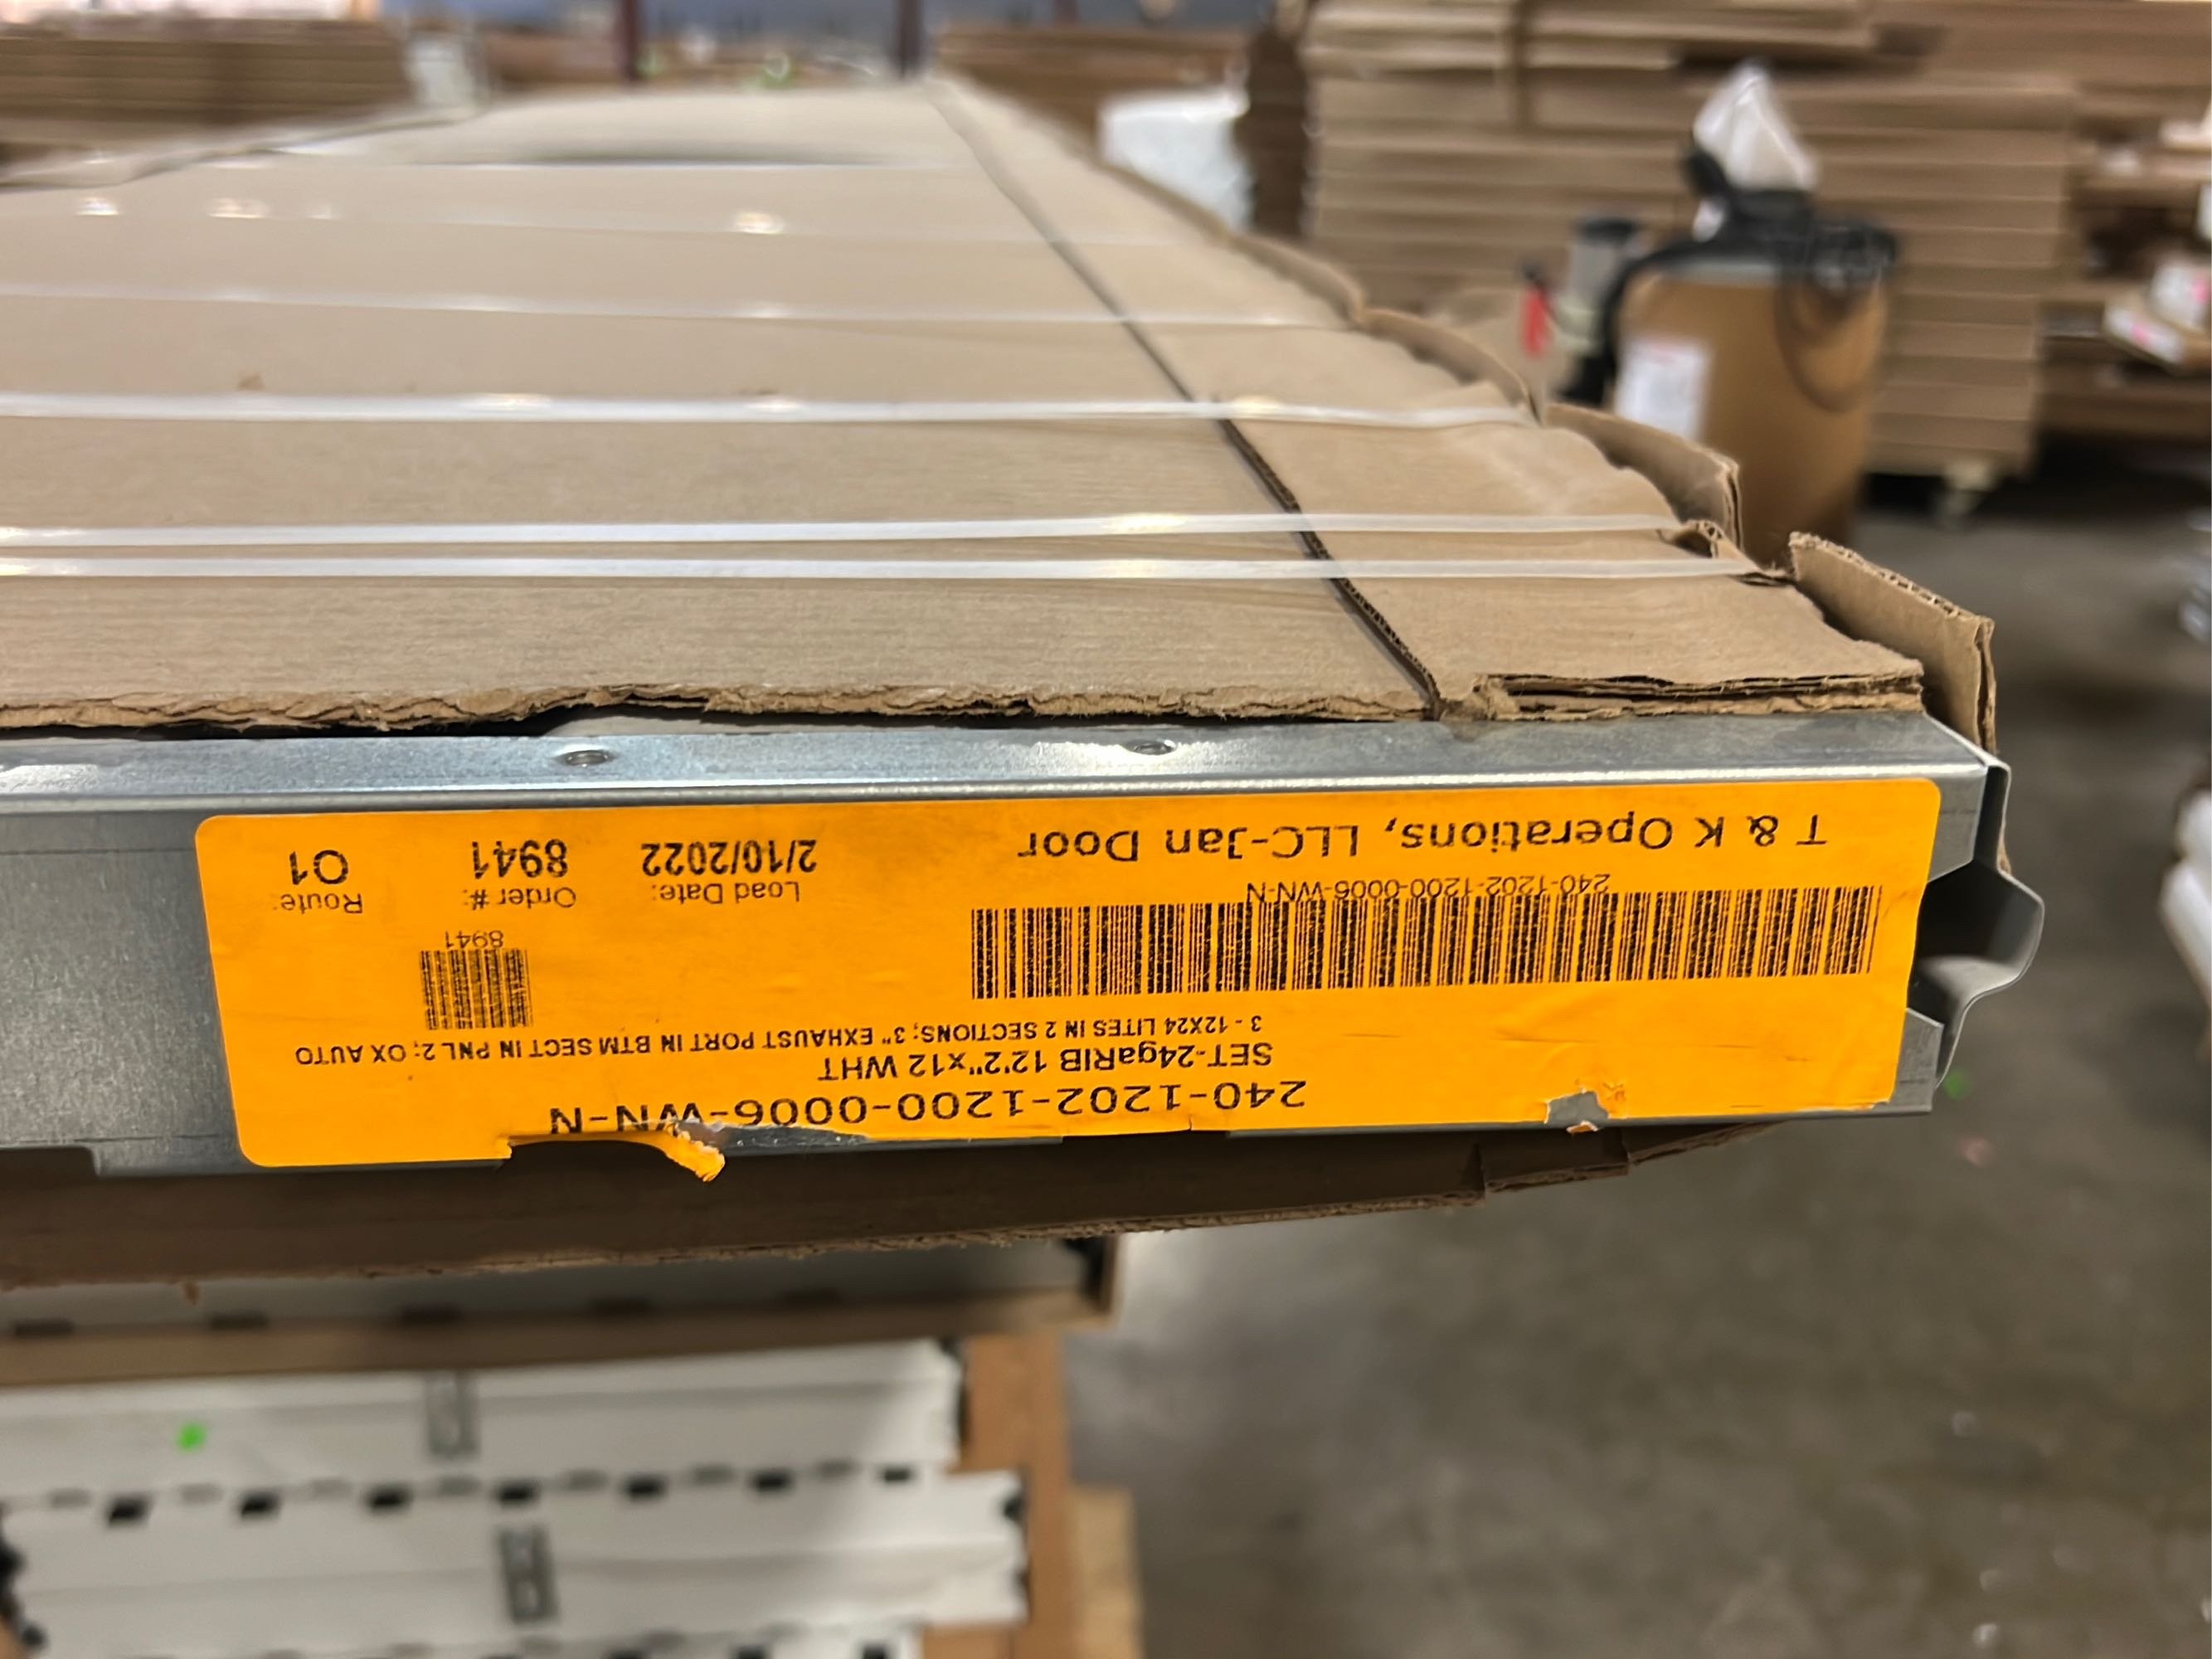 240-1202-1200-0006-WN-N
SET-24gaRIB 12'2"x12 WHT
3 - 12X24 LITES IN 2 SECTIONS; 3" EXHAUST PORT IN BTM SECT IN PNL 2; OX AUTO
8941
240-1202-1200-0006-WN-N
Route: Order #: Load Date:
01 8941 2/10/2022
T & K Operations, LLC-Jan Door